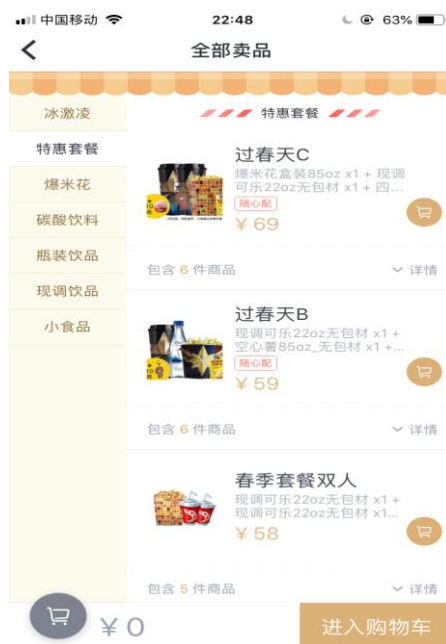 中国移动 22:48 63%
全部卖品
冰激凌
特惠套餐
爆米花
碳酸饮料
瓶装饮品
现调饮品
小食品
特惠套餐
过春天C
爆米花盒装85oz x1 + 现调
可乐22oz无包材 x1 + 四...
随心配
¥ 69
包含 6 件商品 详情
过春天B
现调可乐22oz无包材 x1 +
空心薯85oz_无包材 x1 +...
随心配
¥ 59
包含 6 件商品 详情
春季套餐双人
现调可乐22oz无包材 x1 +
现调可乐22oz无包材 x1...
¥ 58
包含 5 件商品 详情
¥ 0 进入购物车